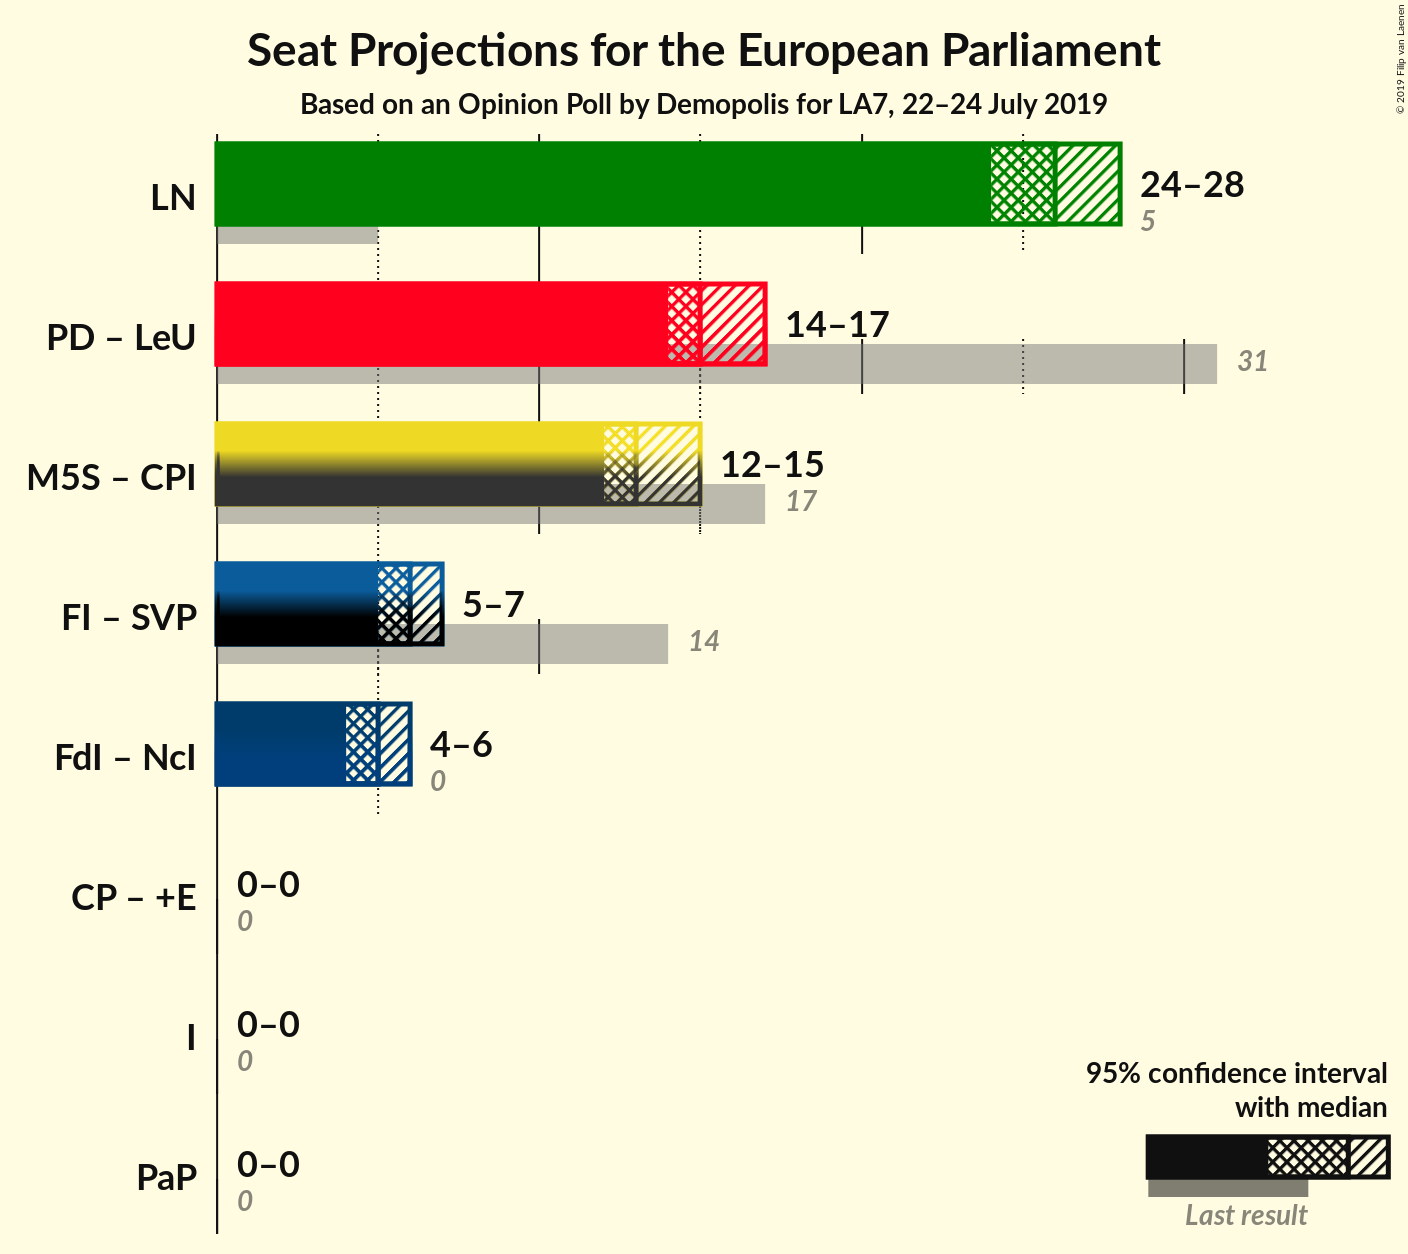 Seat Projections for the European Parliament
Based on an Opinion Poll by Demopolis for LA7, 22–24 July 2019
© 2019 Filip van Laenen
LN
24–28
5
PD – LeU
14–17
31
M5S – CPI
12–15
17
FI – SVP
5–7
14
FdI – NcI
4–6
0
CP – +E
0–0
0
I
0–0
0
PaP
0–0
0
95% confidence interval
with median
Last result